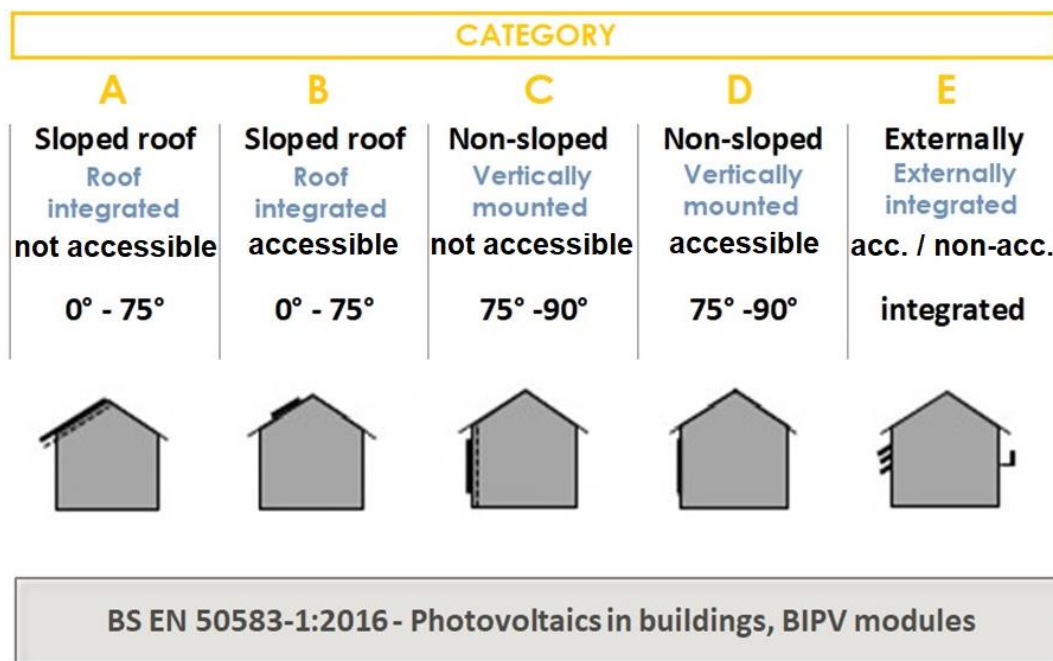 CATEGORY
A B C D E
Sloped roof Sloped roof Non-sloped Non-sloped Externally
Roof Roof Vertically Vertically Externally
integrated integrated mounted mounted integrated
not accessible accessible not accessible accessible acc. / non-acc.
0° - 75° 0° - 75° 75° -90° 75° -90° integrated
BS EN 50583-1:2016 - Photovoltaics in buildings, BIPV modules